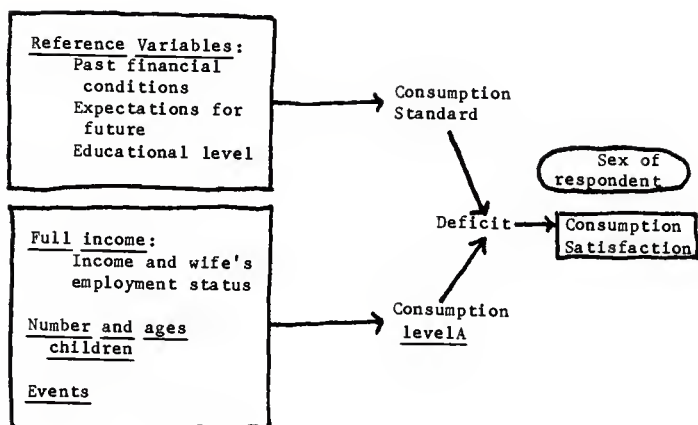 Reference Variables:
Past financial
conditions
Expectations for
future
Educational level
Consumption
Standard
Sex of
respondent
Deficit
Consumption
Satisfaction
Full income:
Income and wife's
employment status
Number and ages
children
Events
Consumption
levelA